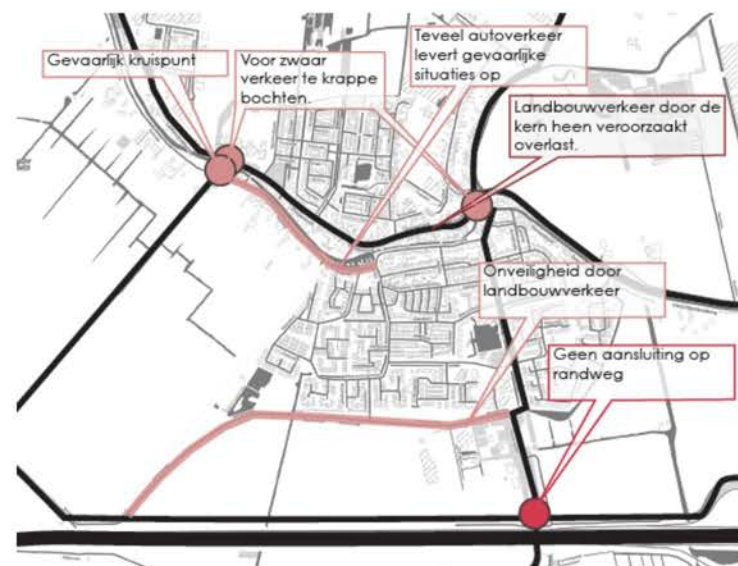 Gevaarlijk kruispunt
Voor zwaar
verkeer te krappe
bochten.
Teveel autoverkeer
levert gevaarlijke
situaties op
Landbouwverkeer door de
kern heen veroorzaakt
overlast.
Onveiligheid door
landbouwverkeer
Geen aansluiting op
randweg